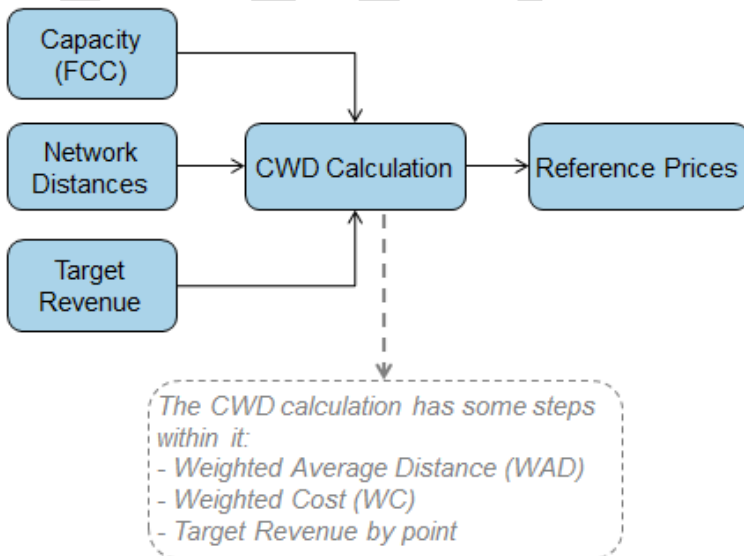 Capacity
(FCC)
Network
Distances
CWD Calculation
Reference Prices
Target
Revenue
The CWD calculation has some steps
within it:
- Weighted Average Distance (WAD)
- Weighted Cost (WC)
- Target Revenue by point